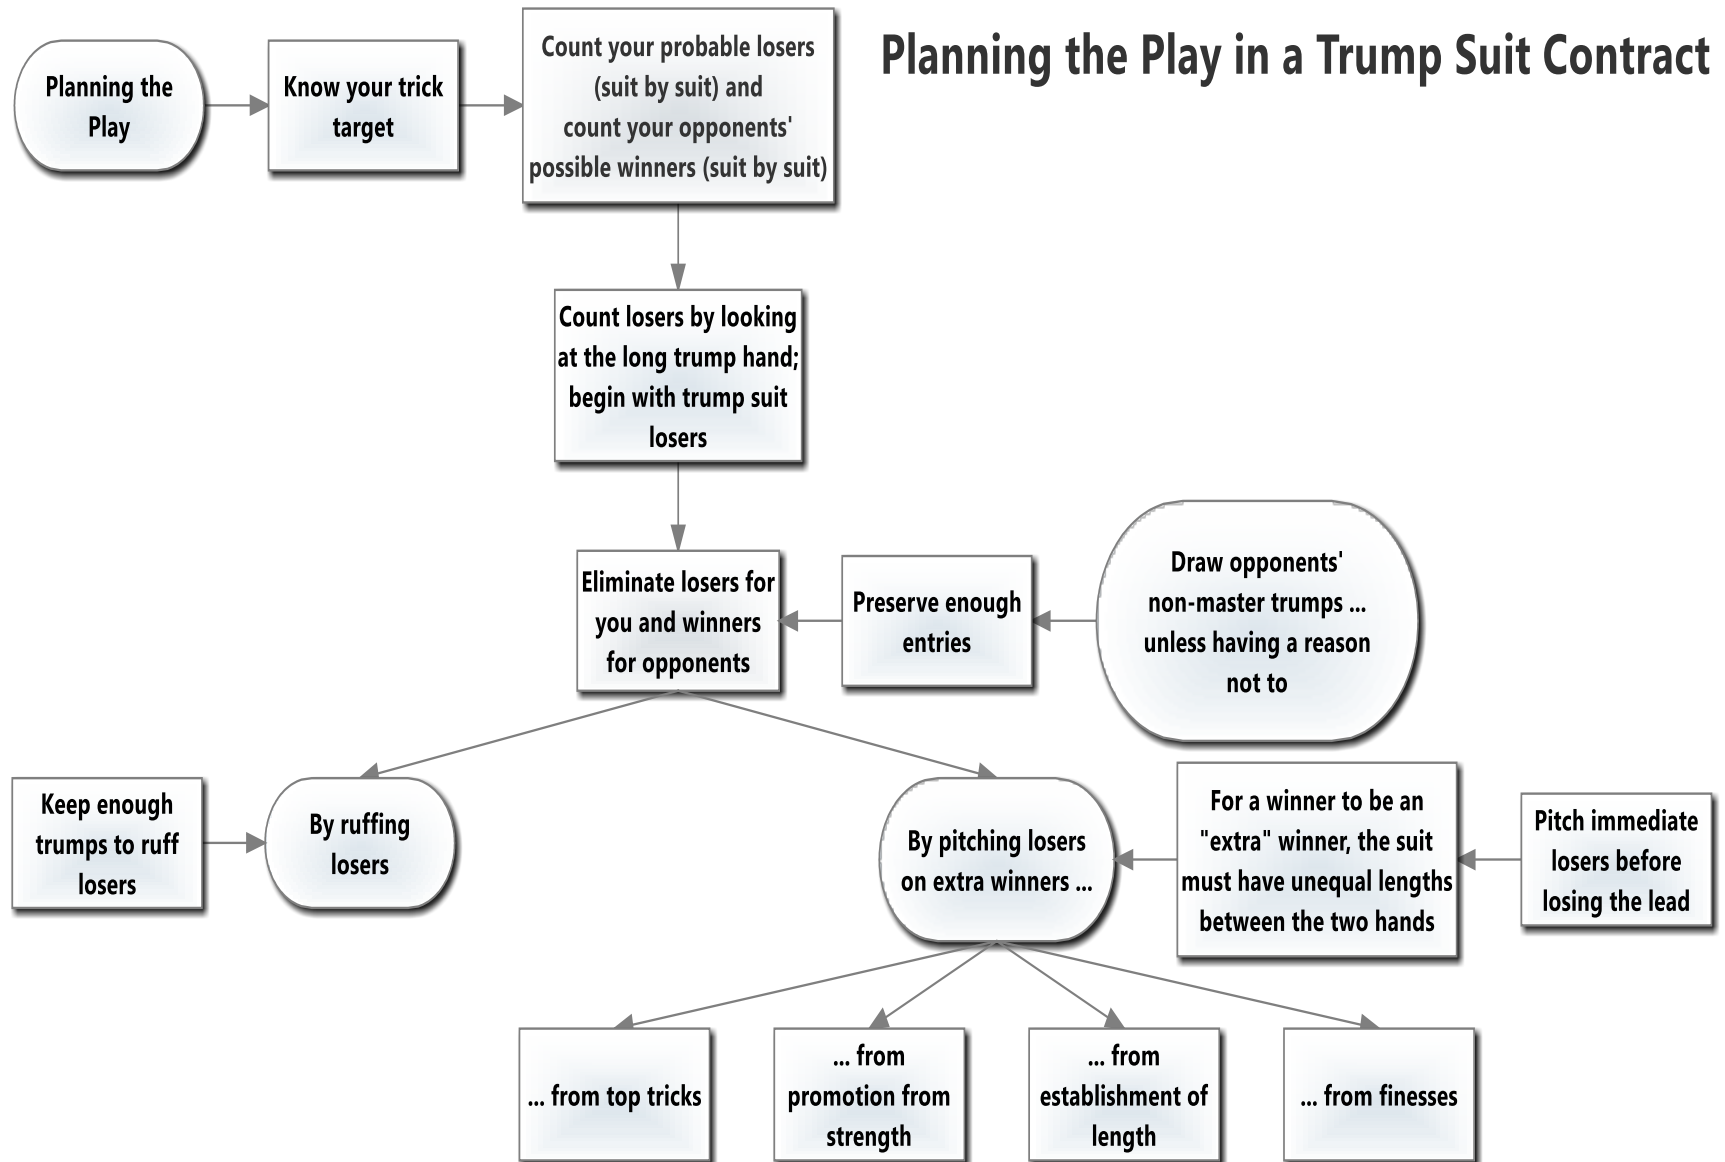 Planning the Play in a Trump Suit Contract
Planning the
Play
Know your trick
target
Count your probable losers
(suit by suit) and
count your opponents'
possible winners (suit by suit)
Count losers by looking
at the long trump hand;
begin with trump suit
losers
Eliminate losers for
you and winners
for opponents
Preserve enough
entries
Draw opponents'
non-master trumps ...
unless having a reason
not to
Keep enough
trumps to ruff
losers
By ruffing
losers
By pitching losers
on extra winners ...
For a winner to be an
"extra" winner, the suit
must have unequal lengths
between the two hands
Pitch immediate
losers before
losing the lead
... from top tricks
... from
promotion from
strength
... from
establishment of
length
... from finesses